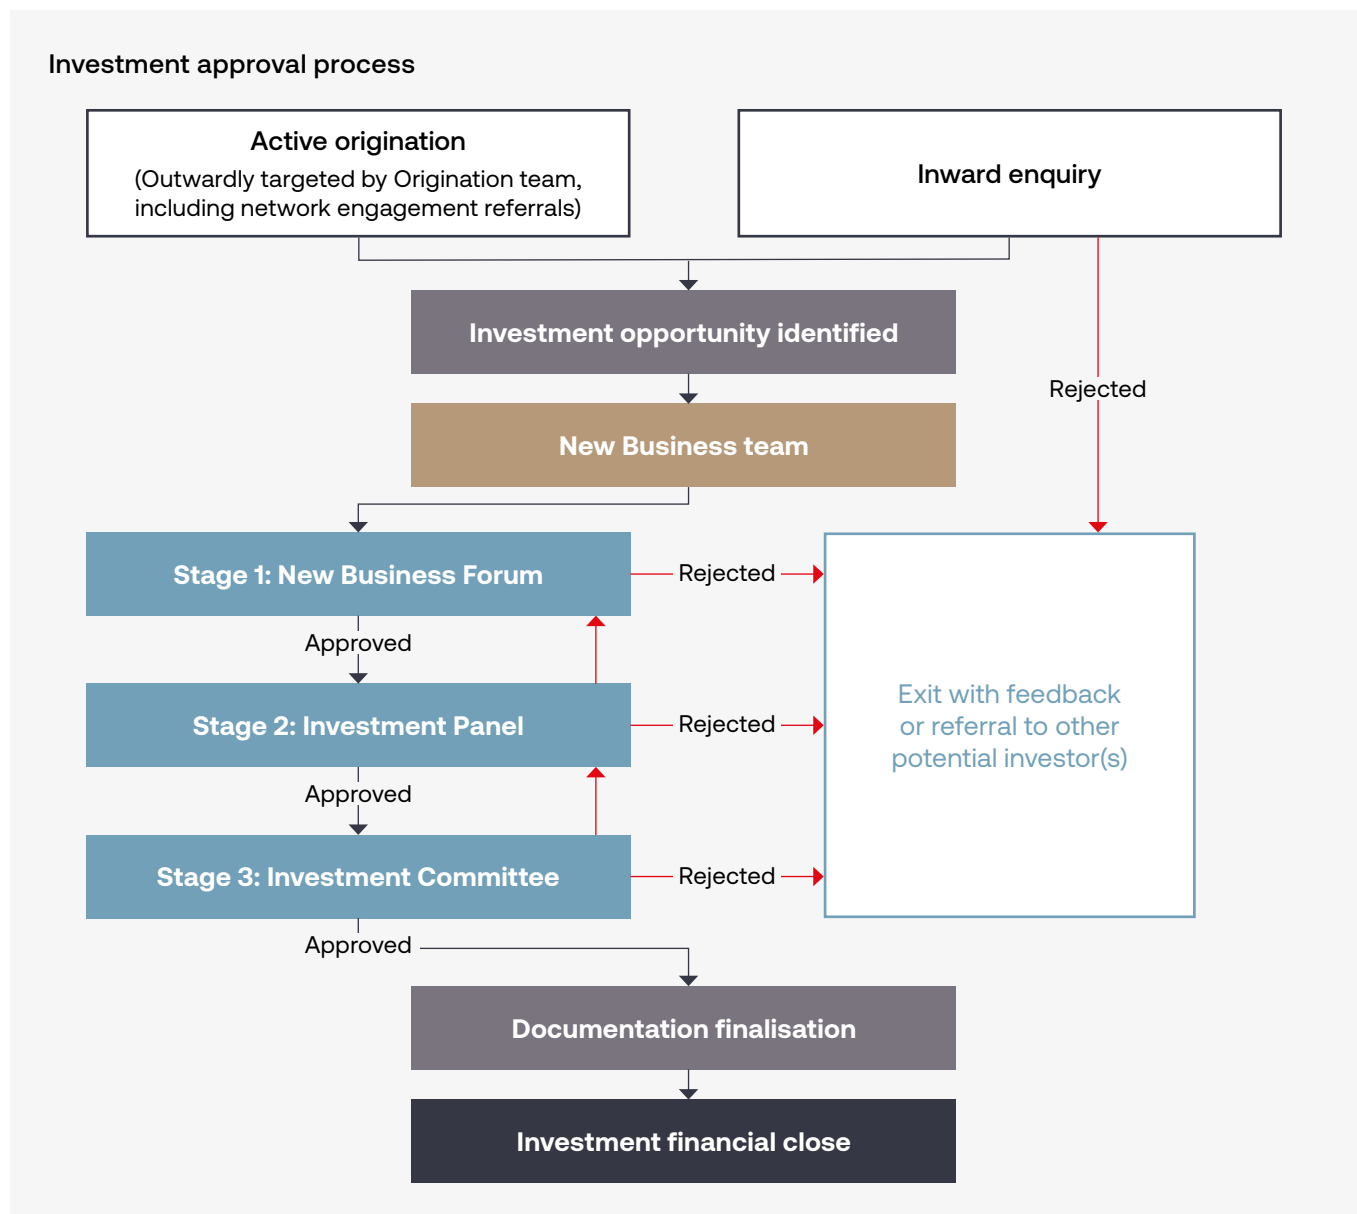 Investment approval process
Active origination
(Outwardly targeted by Origination team,
including network engagement referrals)
Inward enquiry
Investment opportunity identified
Rejected
New Business team
Stage 1: New Business Forum
Rejected
Approved
Stage 2: Investment Panel
Rejected
Exit with feedback
or referral to other
potential investor(s)
Approved
Stage 3: Investment Committee
Rejected
Approved
Documentation finalisation
Investment financial close